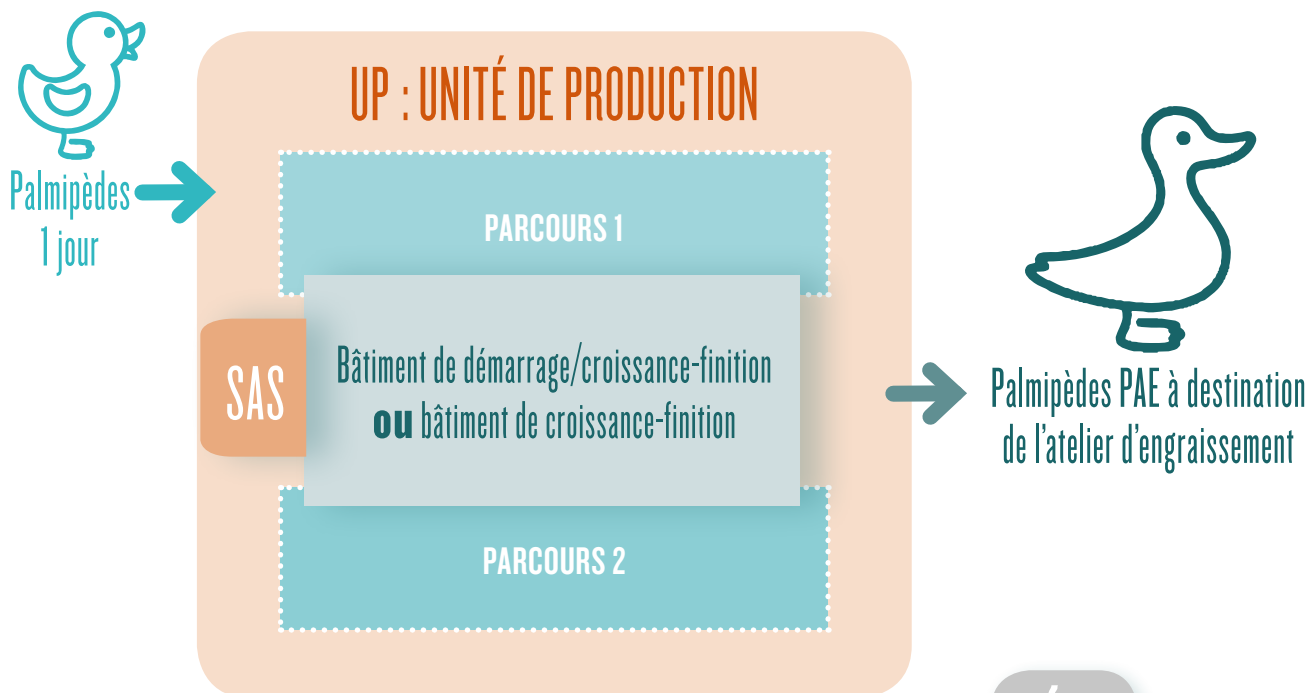 UP : UNITÉ DE PRODUCTION
Palmipèdes
1 jour
PARCOURS 1
SAS
Bâtiment de démarrage/croissance-finition
ou bâtiment de croissance-finition
PARCOURS 2
Palmipèdes PAE à destination
de l'atelier d'engraissement